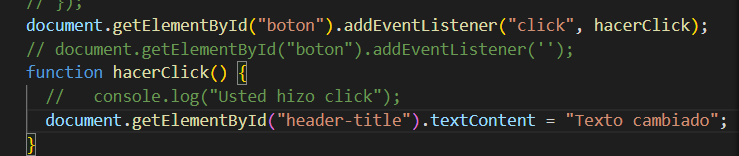 // });
document.getElementById("boton").addEventListener("click", hacerClick);
// document.getElementById("boton").addEventListener('');
function hacerClick() {
//   console.log("Usted hizo click");
document.getElementById("header-title").textContent = "Texto cambiado";
}